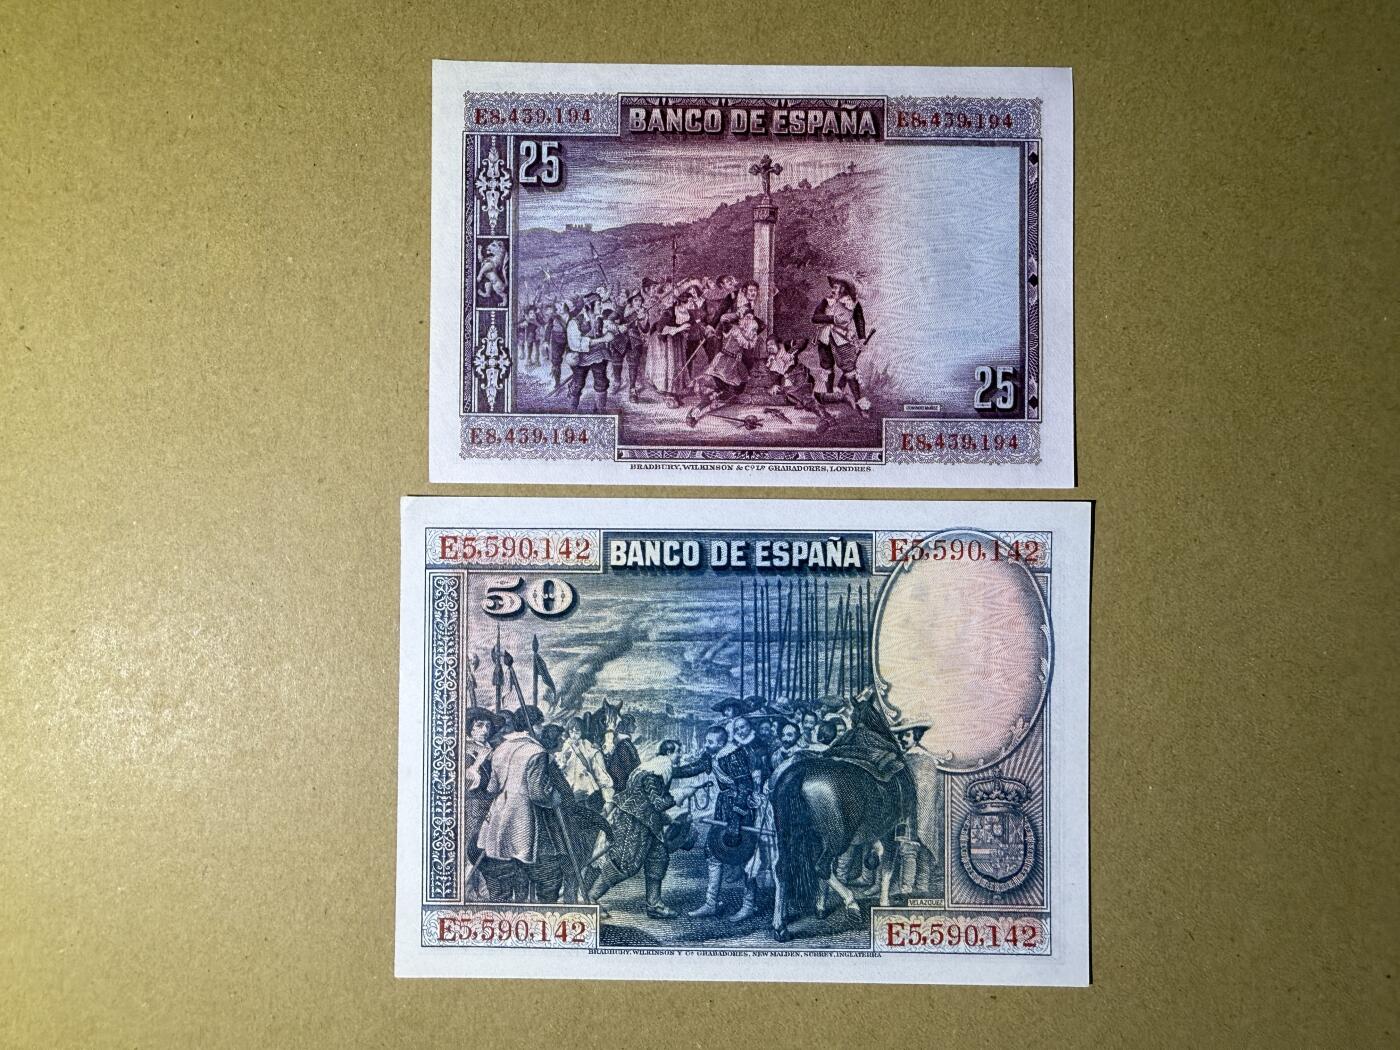 E8,439,194 BANCO DE ESPAÑA E8,439,194
25
25
E8,439,194 E8,439,194
BRADBURY, WILKINSON & Cº Lº GRABADORES, LONDRES
E5,590,142 BANCO DE ESPAÑA E5,590,142
50
VELAZQUEZ
E5,590,142 E5,590,142
BRADBURY, WILKINSON Y Cª GRABADORES, NEW MALDEN, SURREY, INGLATERRA